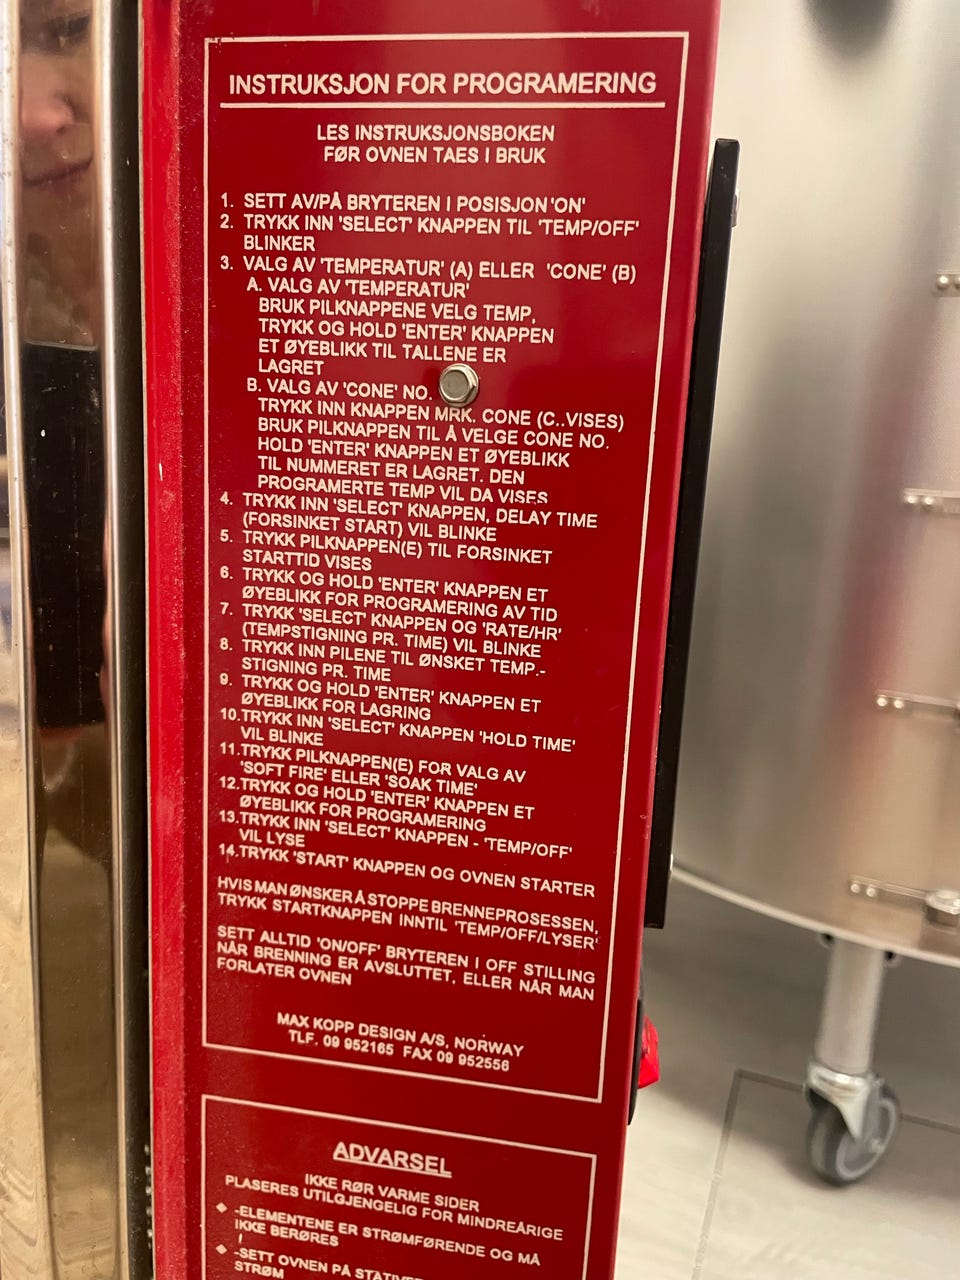 INSTRUKSJON FOR PROGRAMERING
LES INSTRUKSJONSBOKEN
FØR OVNEN TAES I BRUK
1. SETT AV/PÅ BRYTEREN I POSISJON 'ON'
2. TRYKK INN 'SELECT' KNAPPEN TIL 'TEMP/OFF'
BLINKER
3. VALG AV 'TEMPERATUR' (A) ELLER 'CONE' (B)
A. VALG AV 'TEMPERATUR'
BRUK PILKNAPPENE VELG TEMP,
TRYKK OG HOLD 'ENTER' KNAPPEN
ET ØYEBLIKK TIL TALLENE ER
LAGRET
B. VALG AV 'CONE' NO.
TRYKK INN KNAPPEN MRK. CONE (C..VISES)
BRUK PILKNAPPEN TIL Å VELGE CONE NO.
HOLD 'ENTER' KNAPPEN ET ØYEBLIKK
TIL NUMMERET ER LAGRET. DEN
PROGRAMERTE TEMP VIL DA VISES
4. TRYKK INN 'SELECT' KNAPPEN, DELAY TIME
(FORSINKET START) VIL BLINKE
5. TRYKK PILKNAPPEN(E) TIL FORSINKET
STARTTID VISES
6. TRYKK OG HOLD 'ENTER' KNAPPEN ET
ØYEBLIKK FOR PROGRAMERING AV TID
7. TRYKK 'SELECT' KNAPPEN OG 'RATE/HR'
(TEMPSTIGNING PR. TIME) VIL BLINKE
8. TRYKK INN PILENE TIL ØNSKET TEMP.-
STIGNING PR. TIME
9. TRYKK OG HOLD 'ENTER' KNAPPEN ET
ØYEBLIKK FOR LAGRING
10.TRYKK INN 'SELECT' KNAPPEN 'HOLD TIME'
VIL BLINKE
11.TRYKK PILKNAPPEN(E) FOR VALG AV
'SOFT FIRE' ELLER 'SOAK TIME'
12.TRYKK OG HOLD 'ENTER' KNAPPEN ET
ØYEBLIKK FOR PROGRAMERING
13.TRYKK INN 'SELECT' KNAPPEN - 'TEMP/OFF'
VIL LYSE
14.TRYKK 'START' KNAPPEN OG OVNEN STARTER
HVIS MAN ØNSKER Å STOPPE BRENNEPROSESSEN,
TRYKK STARTKNAPPEN INNTIL 'TEMP/OFF/LYSER'
SETT ALLTID 'ON/OFF' BRYTEREN I OFF STILLING
NÅR BRENNING ER AVSLUTTET, ELLER NÅR MAN
FORLATER OVNEN
MAX KOPP DESIGN A/S, NORWAY
TLF. 09 952165 FAX 09 952556
ADVARSEL
IKKE RØR VARME SIDER
PLASERES UTILGJENGELIG FOR MINDREÅRIGE
-ELEMENTENE ER STRØMFØRENDE OG MÅ
IKKE BERØRES
-SETT OVNEN PÅ
STRØM